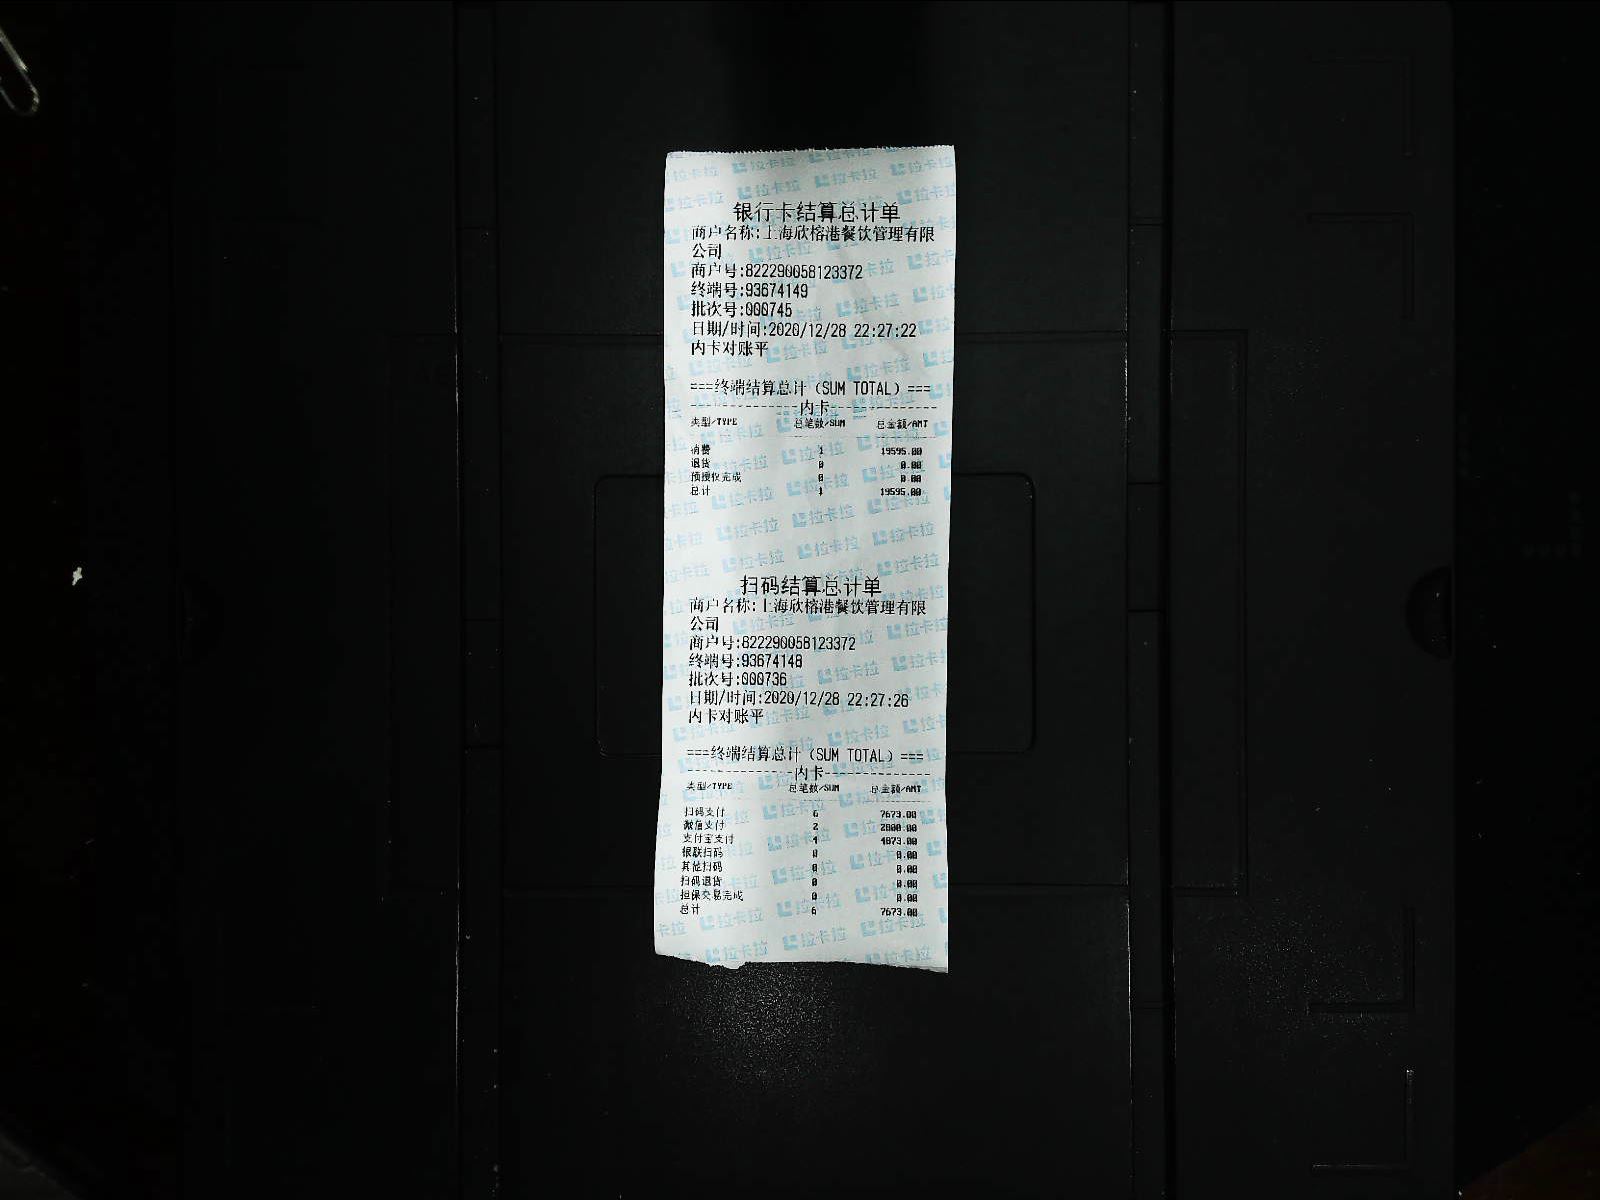 银行卡结算总计单
商户名称:上海欣榕港餐饮管理有限
公司
商户号:822290058123372
终端号:93674149
批次号:000745
日期/时间:2020/12/28 22:27:22
内卡对账平
===终端结算总计(SUM TOTAL)===
内卡
类型/TYPE 总笔数/SUM 总金额/AMT
消费 1 19595.00
退货 0 0.00
预授权完成 0 0.00
总计 1 19595.00
扫码结算总计单
商户名称:上海欣榕港餐饮管理有限
公司
商户号:822290058123372
终端号:93674148
批次号:000736
日期/时间:2020/12/28 22:27:26
内卡对账平
===终端结算总计(SUM TOTAL)===
内卡
类型/TYPE 总笔数/SUM 总金额/AMT
扫码支付 6 7673.00
微信支付 2 2800.00
支付宝支付 4 4873.00
银联扫码 0 0.00
其他扫码 0 0.00
扫码退货 0 0.00
担保交易完成 0 0.00
总计 6 7673.00